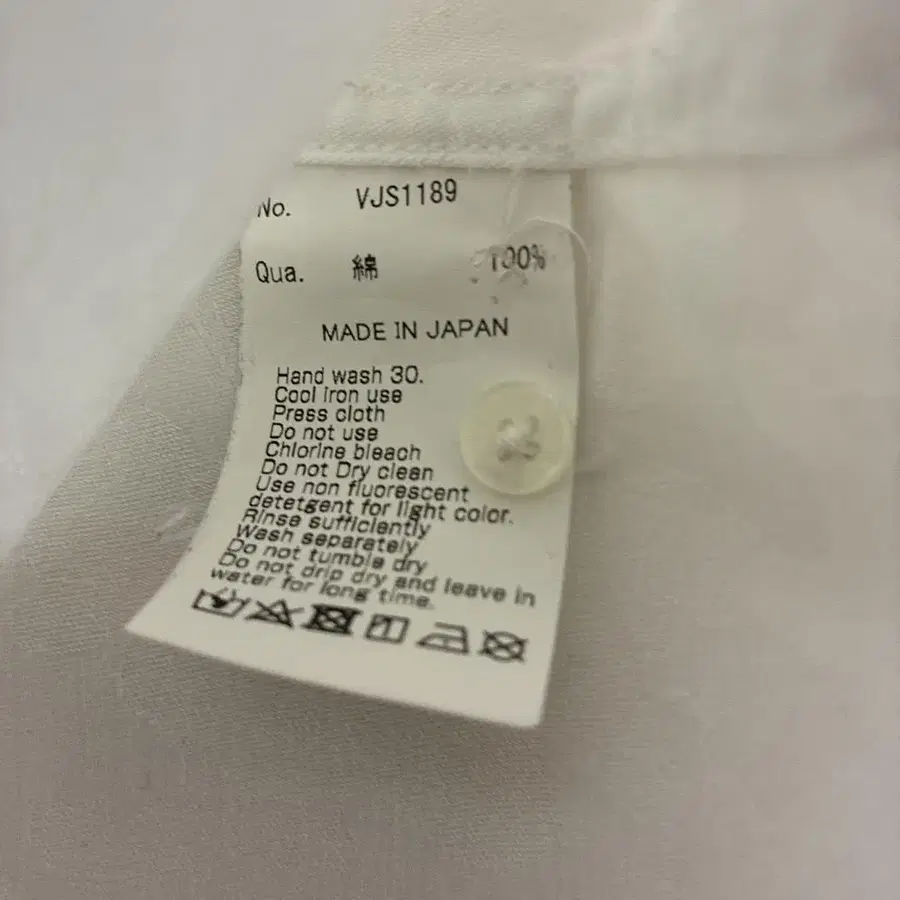 No. VJS1189
Qua. 綿 100%
MADE IN JAPAN
Hand wash 30.
Cool iron use
Press cloth
Do not use
Chlorine bleach
Do not Dry clean
Use non fluorescent
detetgent for light color.
Rinse sufficiently
Wash separately
Do not tumble dry
Do not drip dry and leave in
water for long time.